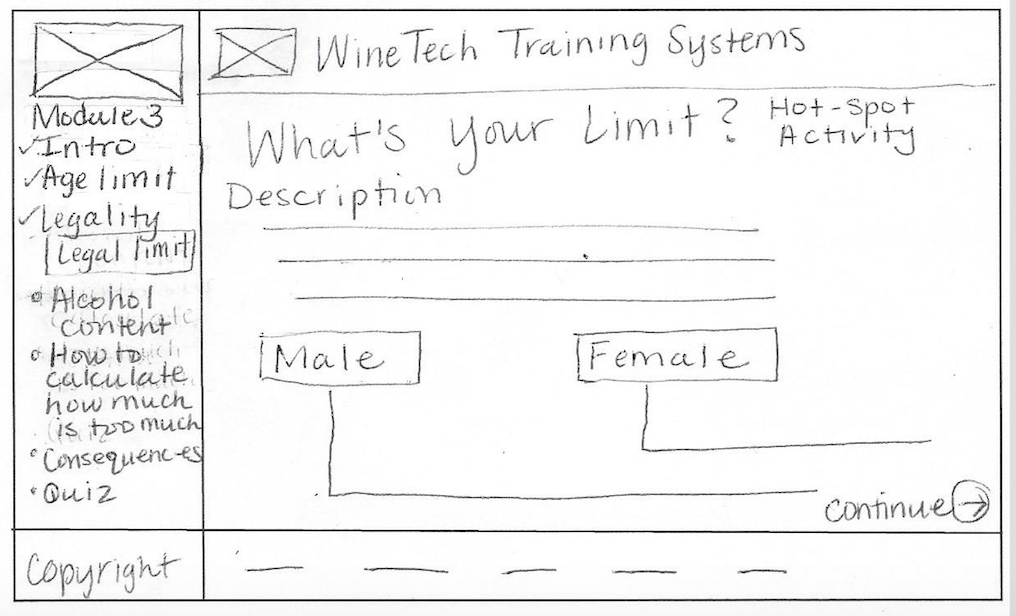 WineTech Training Systems
Module 3
✓Intro
✓Age limit
✓Legality
Legal limit
• Alcohol
content
• How to
calculate
how much
is too much
• Consequences
• Quiz
What's Your Limit?
Hot-Spot
Activity
Description
Male
Female
continue →
Copyright